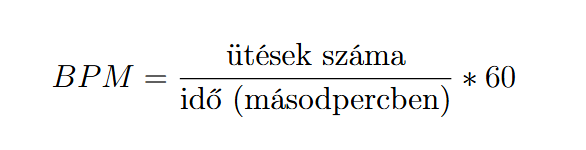 BPM = ütések száma / idő (másodpercben) * 60